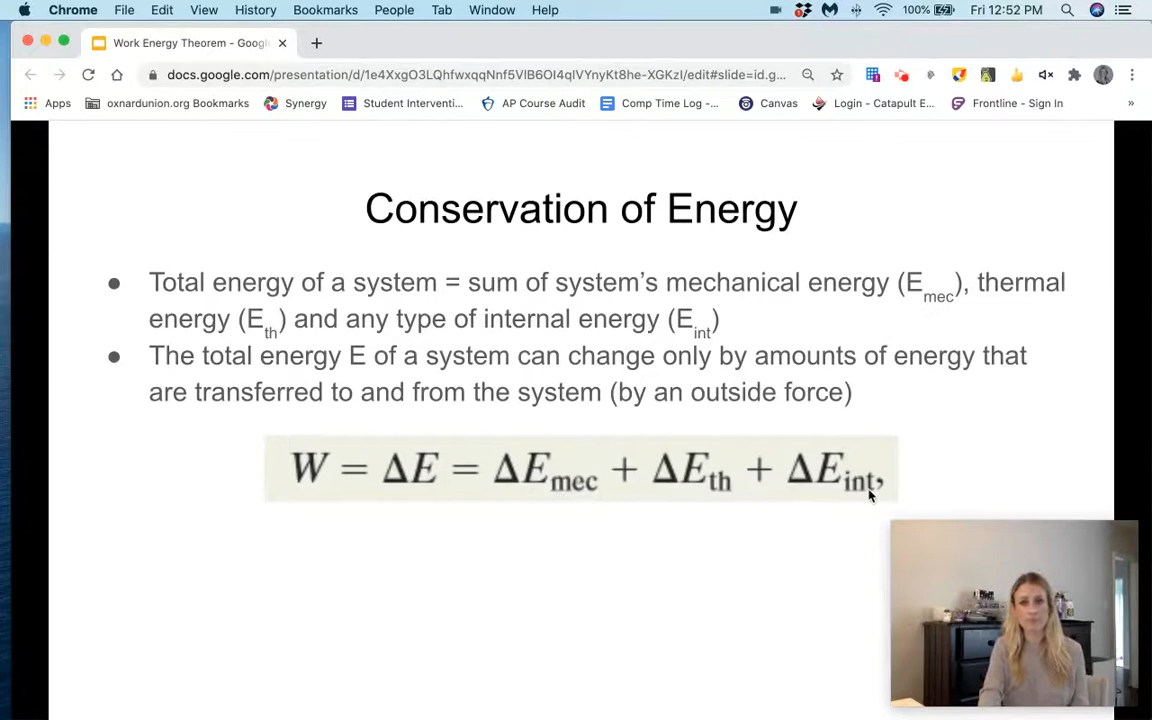 Chrome File Edit View History Bookmarks People Tab Window Help 100% Fri 12:52 PM
Work Energy Theorem - Google
docs.google.com/presentation/d/1e4XxgO3LQhfwxqqNnf5VlB6OI4qlVYnyKt8he-XGKzI/edit#slide=id.g...
Apps oxnardunion.org Bookmarks Synergy Student Interventi... AP Course Audit Comp Time Log -... Canvas Login - Catapult E... Frontline - Sign In »
Conservation of Energy
● Total energy of a system = sum of system's mechanical energy (Emec), thermal
energy (Eth) and any type of internal energy (Eint)
● The total energy E of a system can change only by amounts of energy that
are transferred to and from the system (by an outside force)
W = ΔE = ΔEmec + ΔEth + ΔEint,